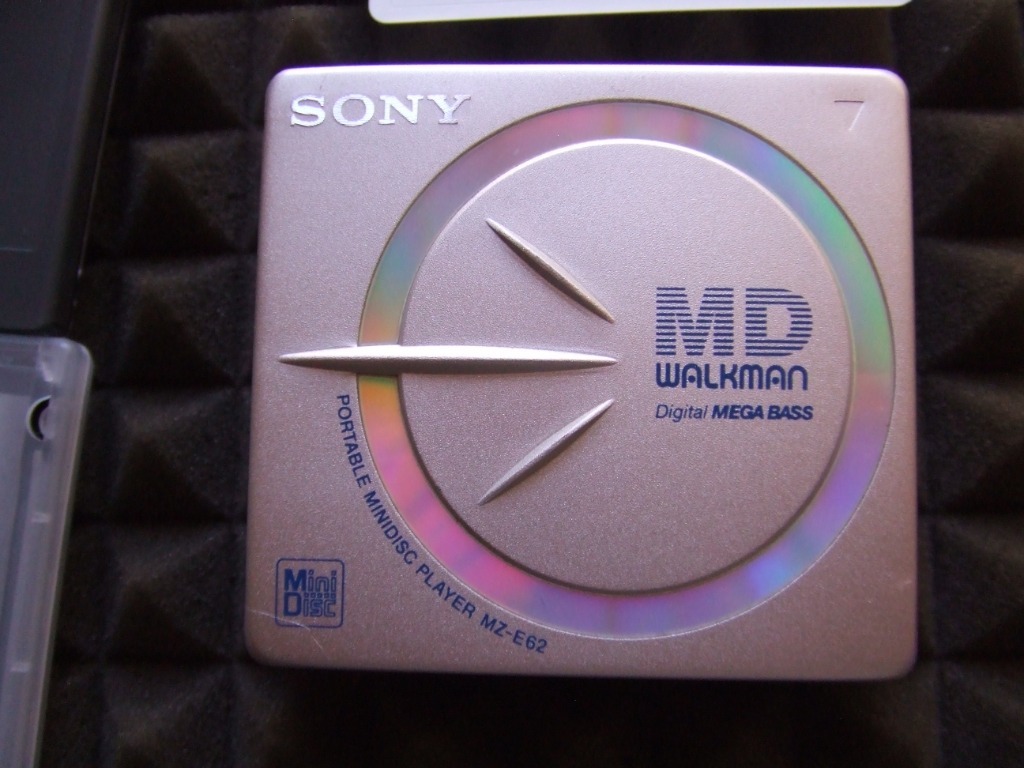 SONY
MD
WALKMAN
Digital MEGA BASS
PORTABLE MINIDISC PLAYER MZ-E62
Mini
Disc